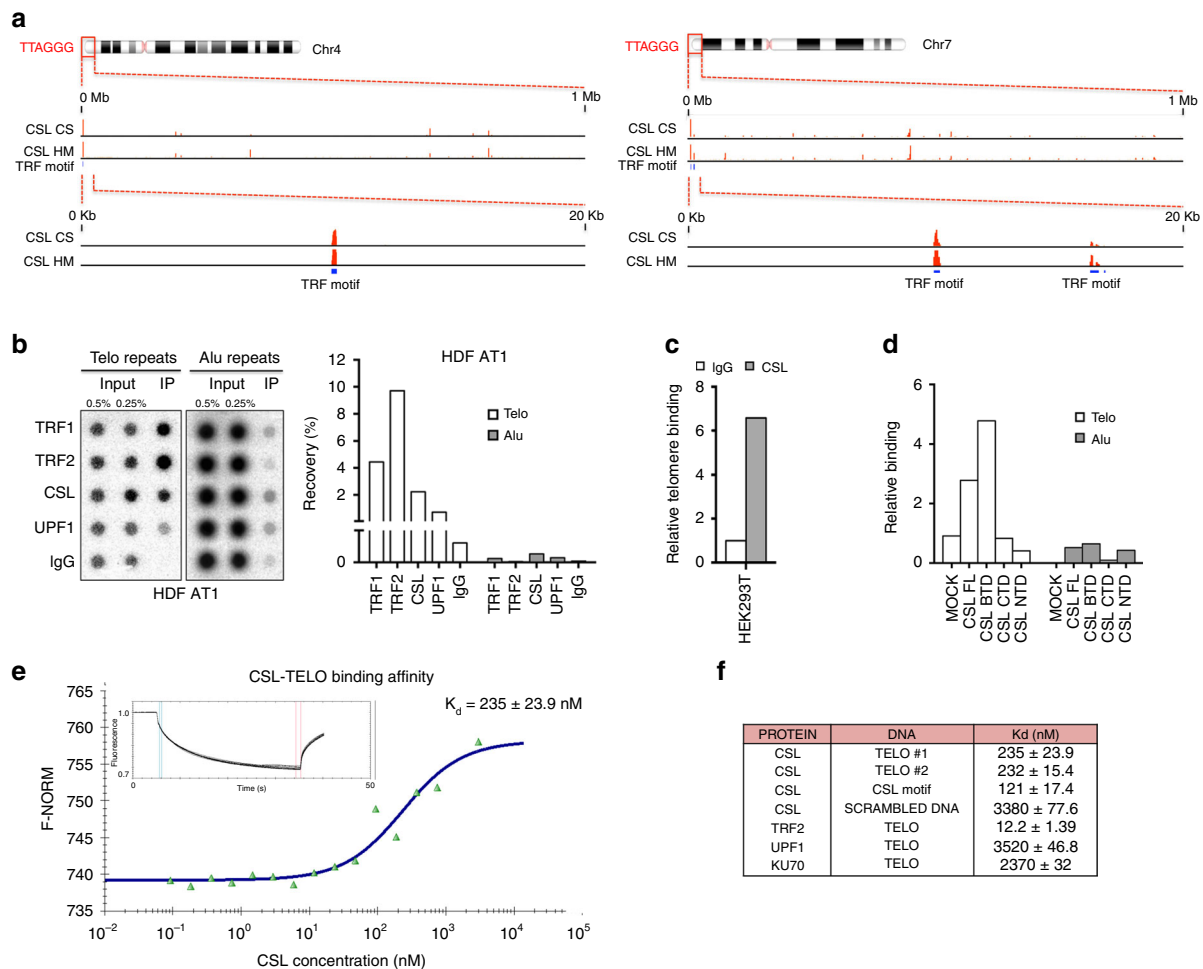 a
TTAGGG
Chr4
0 Mb
1 Mb
CSL CS
CSL HM
TRF motif
0 Kb
20 Kb
CSL CS
CSL HM
TRF motif
TTAGGG
Chr7
0 Mb
1 Mb
CSL CS
CSL HM
TRF motif
0 Kb
20 Kb
CSL CS
CSL HM
TRF motif
TRF motif
b
Telo repeats
Alu repeats
Input
IP
Input
IP
0.5%
0.25%
0.5%
0.25%
TRF1
TRF2
CSL
UPF1
IgG
HDF AT1
HDF AT1
Recovery (%)
12
10
8
6
4
2
0
Telo
Alu
TRF1
TRF2
CSL
UPF1
IgG
TRF1
TRF2
CSL
UPF1
IgG
c
IgG
CSL
Relative telomere binding
8
6
4
2
0
HEK293T
d
Relative binding
6
4
2
0
Telo
Alu
MOCK
CSL FL
CSL BTD
CSL CTD
CSL NTD
MOCK
CSL FL
CSL BTD
CSL CTD
CSL NTD
e
CSL-TELO binding affinity
Kd = 235 ± 23.9 nM
F-NORM
765
760
755
750
745
740
735
Fluorescence
1.0
0.7
Time (s)
50
10−2
10−1
100
101
102
103
104
105
CSL concentration (nM)
f
PROTEIN DNA Kd (nM)
CSL TELO #1 235 ± 23.9
CSL TELO #2 232 ± 15.4
CSL CSL motif 121 ± 17.4
CSL SCRAMBLED DNA 3380 ± 77.6
TRF2 TELO 12.2 ± 1.39
UPF1 TELO 3520 ± 46.8
KU70 TELO 2370 ± 32